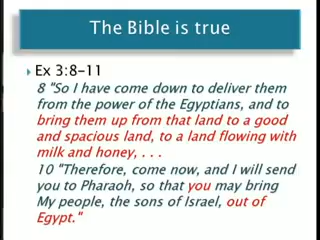 The Bible is true
Ex 3:8-11
8 "So I have come down to deliver them
from the power of the Egyptians, and to
bring them up from that land to a good
and spacious land, to a land flowing with
milk and honey, . . .
10 "Therefore, come now, and I will send
you to Pharaoh, so that you may bring
My people, the sons of Israel, out of
Egypt."